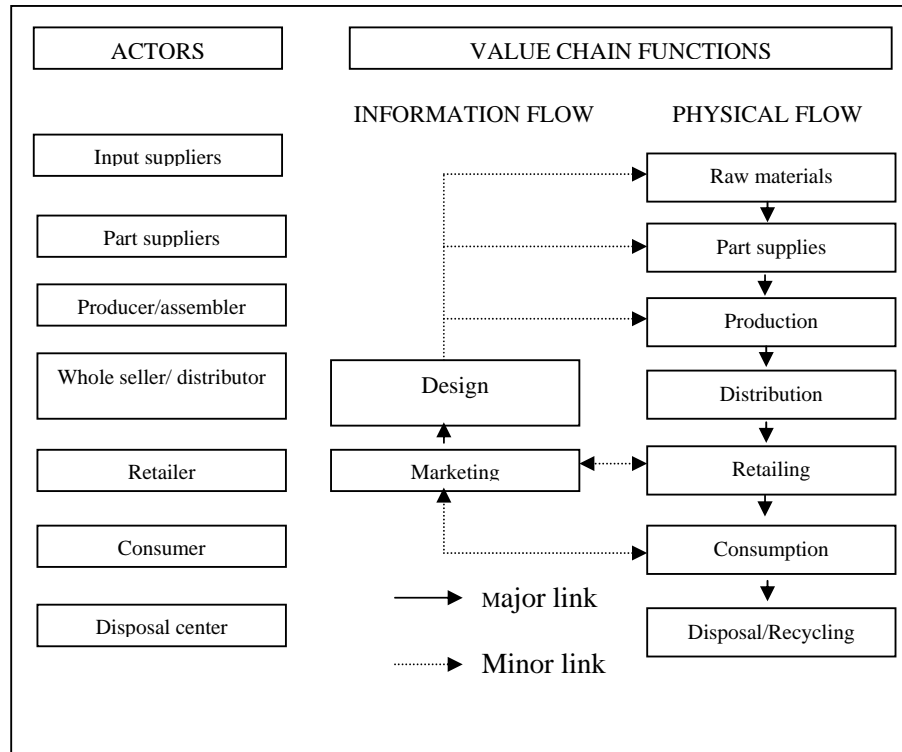 ACTORS
VALUE CHAIN FUNCTIONS
INFORMATION FLOW
PHYSICAL FLOW
Input suppliers
Raw materials
Part suppliers
Part supplies
Producer/assembler
Production
Whole seller/ distributor
Design
Distribution
Retailer
Marketing
Retailing
Consumer
Consumption
Major link
Disposal center
Disposal/Recycling
Minor link